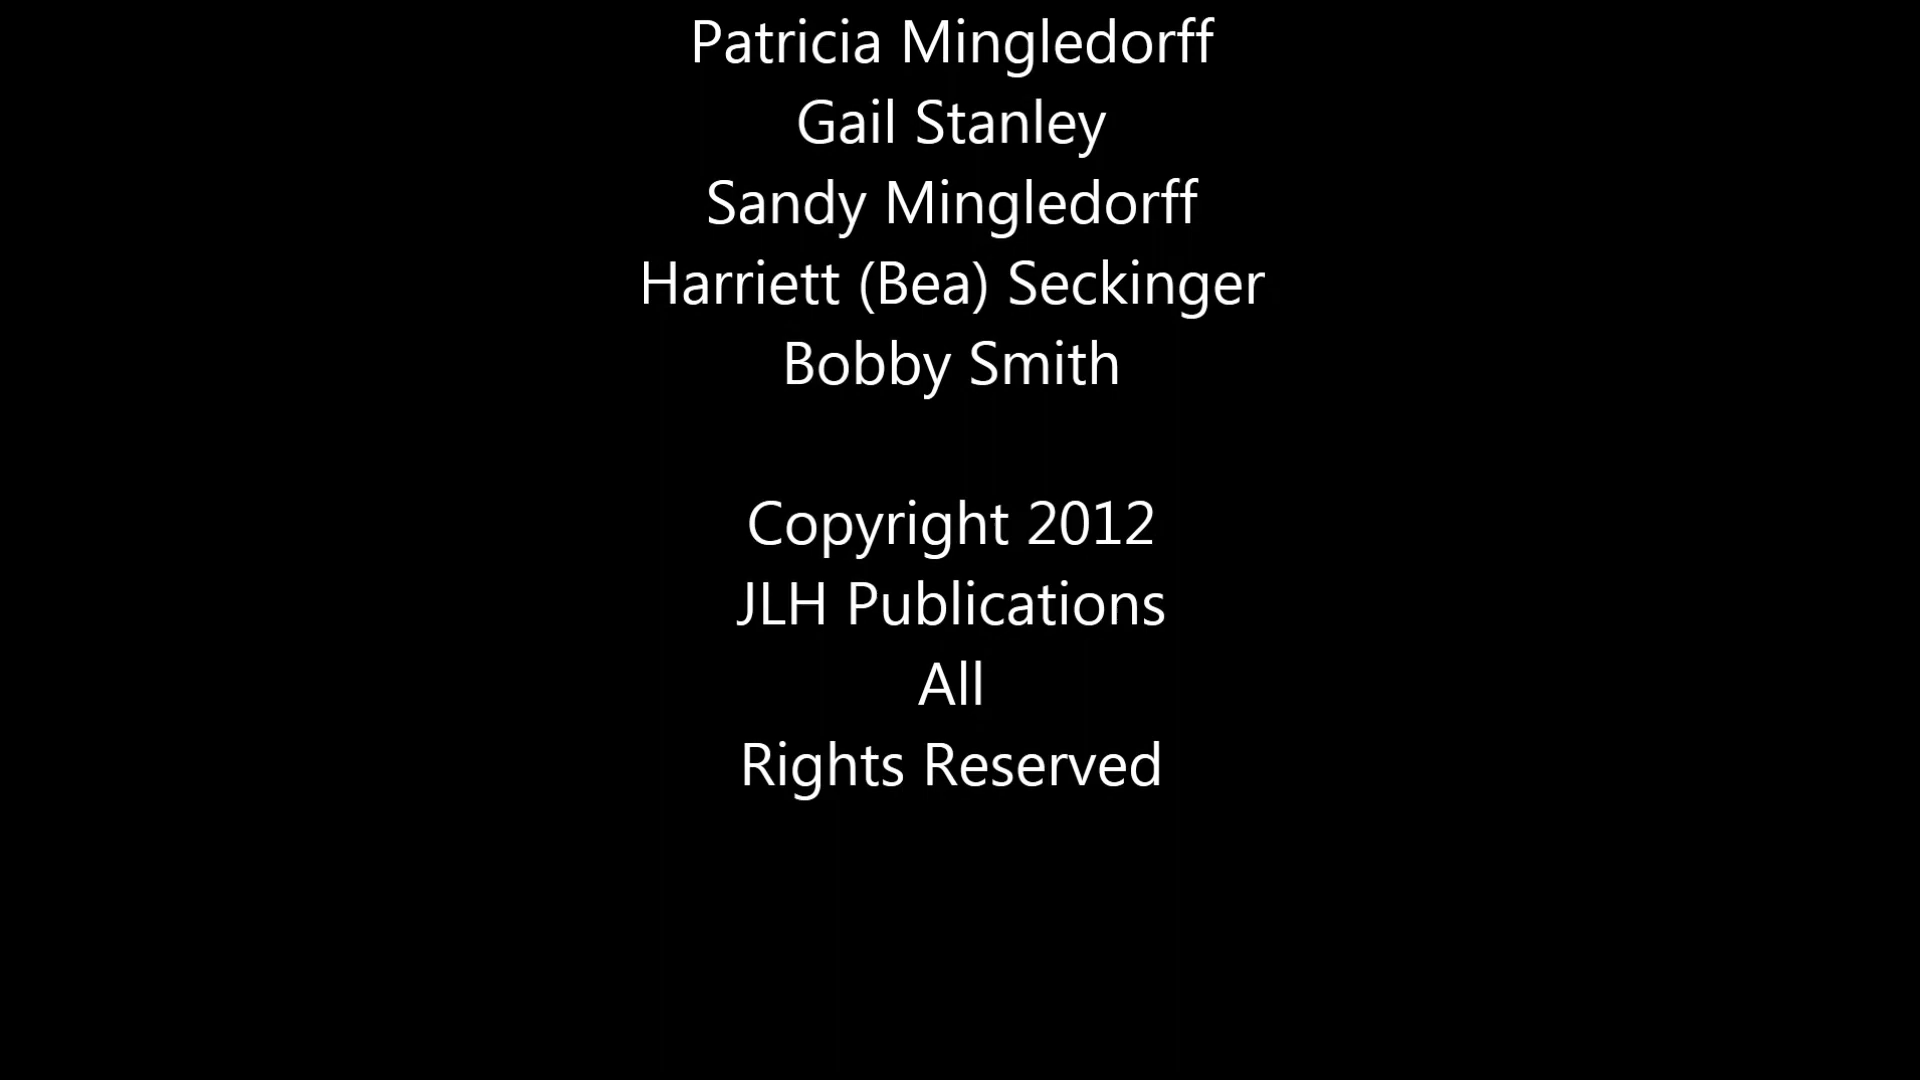 Patricia Mingledorff
Gail Stanley
Sandy Mingledorff
Harriett (Bea) Seckinger
Bobby Smith
Copyright 2012
JLH Publications
All
Rights Reserved